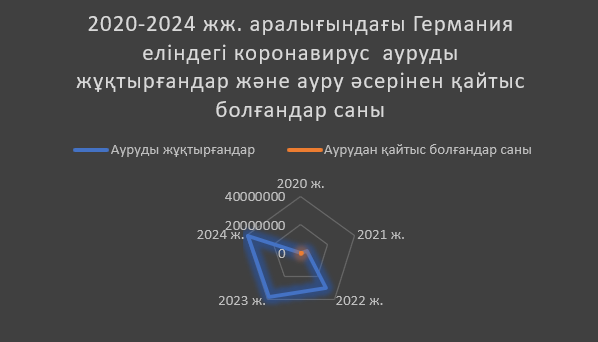 2020-2024 жж. аралығындағы Германия
еліндегі коронавирус  ауруды
жұқтырғандар және ауру әсерінен қайтыс
болғандар саны
Ауруды жұқтырғандар
Аурудан қайтыс болғандар саны
2020 ж.
40000000
20000000
0
2021 ж.
2022 ж.
2023 ж.
2024 ж.